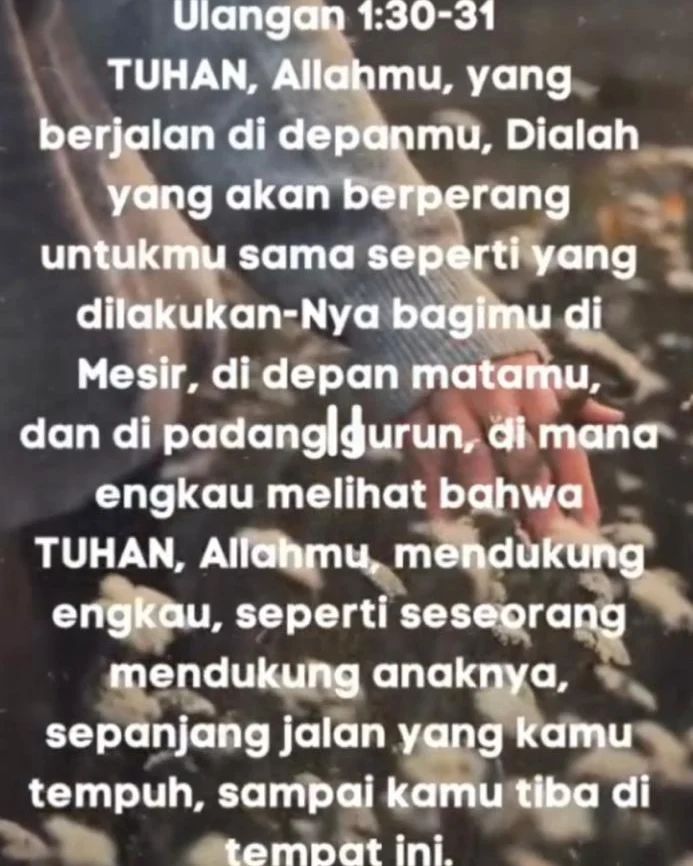 Ulangan 1:30-31
TUHAN, Allahmu, yang
berjalan di depanmu, Dialah
yang akan berperang
untukmu sama seperti yang
dilakukan-Nya bagimu di
Mesir, di depan matamu,
dan di padang gurun, di mana
engkau melihat bahwa
TUHAN, Allahmu, mendukung
engkau, seperti seseorang
mendukung anaknya,
sepanjang jalan yang kamu
tempuh, sampai kamu tiba di
tempat ini.